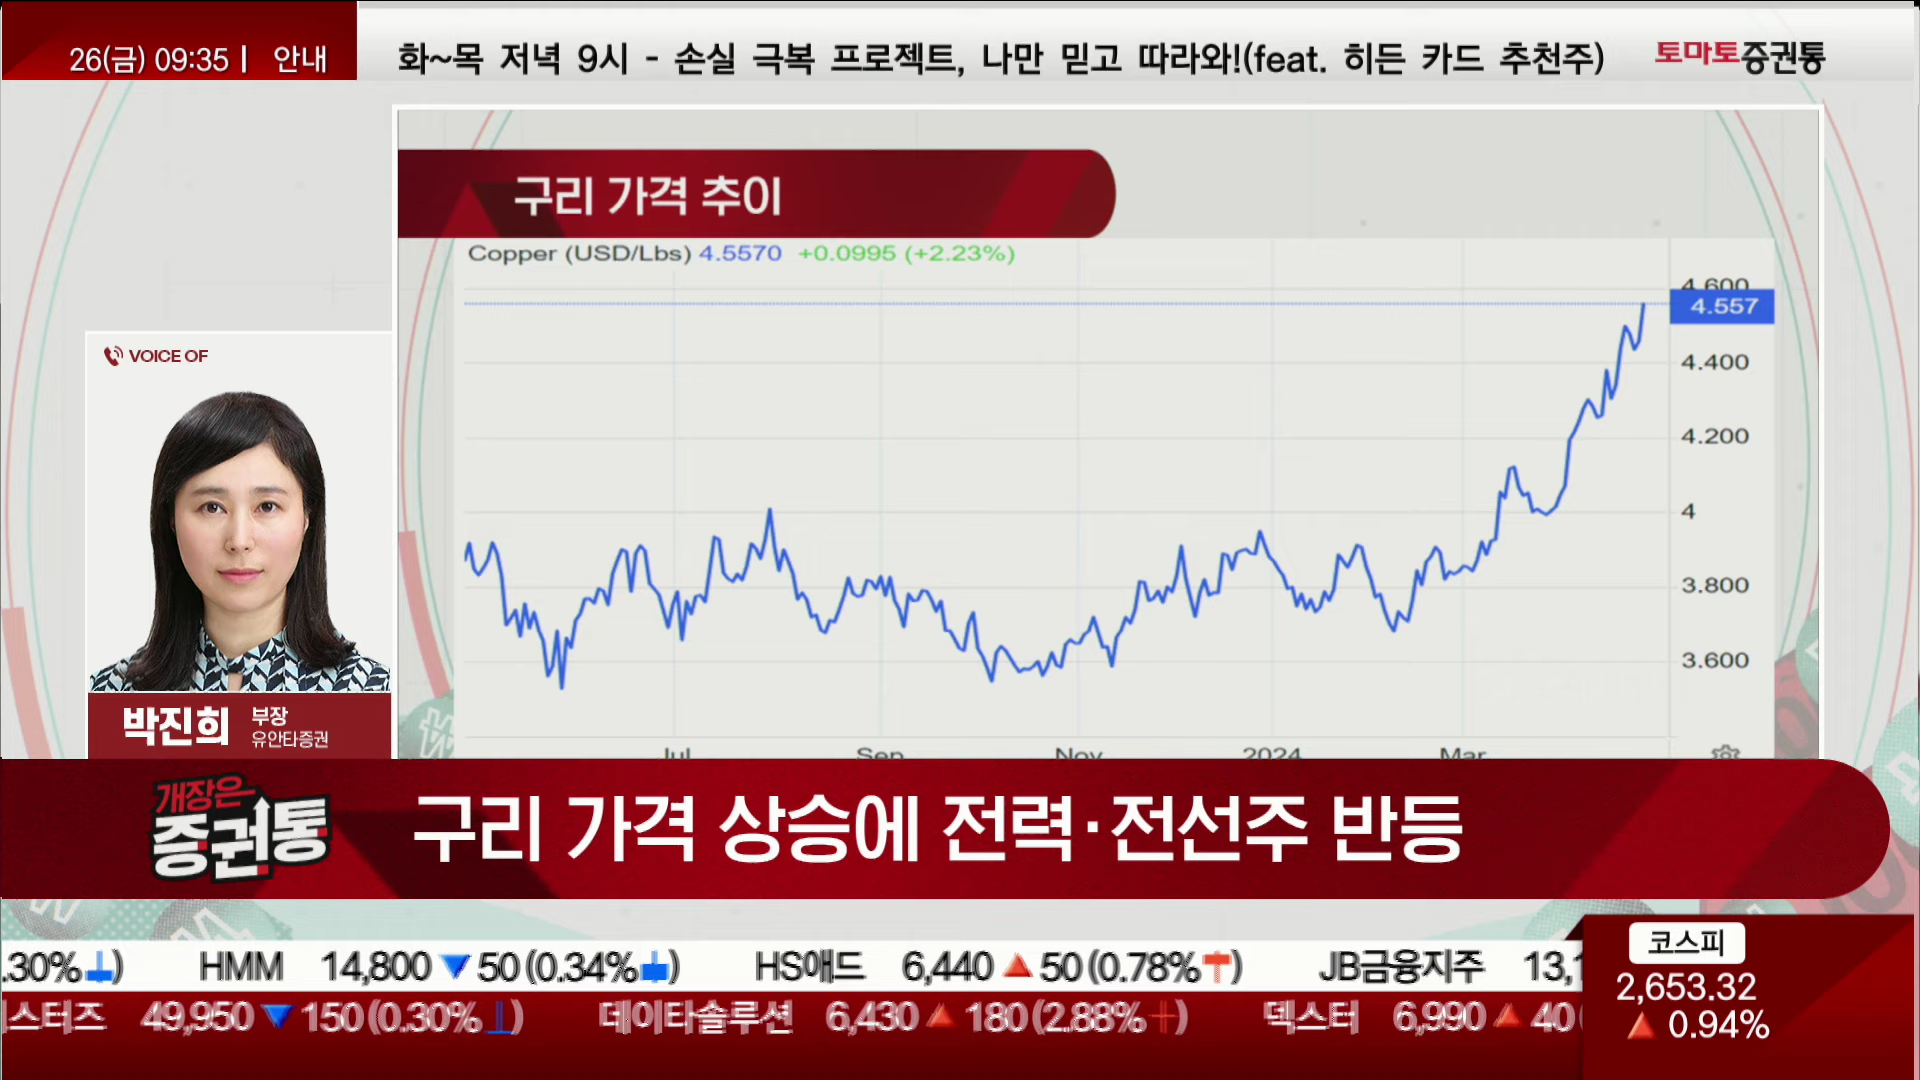 26(금) 09:35 | 안내
화~목 저녁 9시 - 손실 극복 프로젝트, 나만 믿고 따라와!(feat. 히든 카드 추천주)
토마토증권통
구리 가격 추이
Copper (USD/Lbs) 4.5570 +0.0995 (+2.23%)
4.600
4.557
4.400
4.200
4
3.800
3.600
Jul Sep Nov 2024 Mar
VOICE OF
박진희 부장
유안타증권
개장은
증권통
구리 가격 상승에 전력·전선주 반등
.30% ) HMM 14,800 ▼ 50 (0.34% ) HS애드 6,440 ▲ 50 (0.78% ) JB금융지주 13,1
스터즈 49,950 ▼ 150 (0.30% ) 데이타솔루션 6,430 ▲ 180 (2.88% ) 덱스터 6,990 ▲ 40 (
코스피
2,653.32
▲ 0.94%